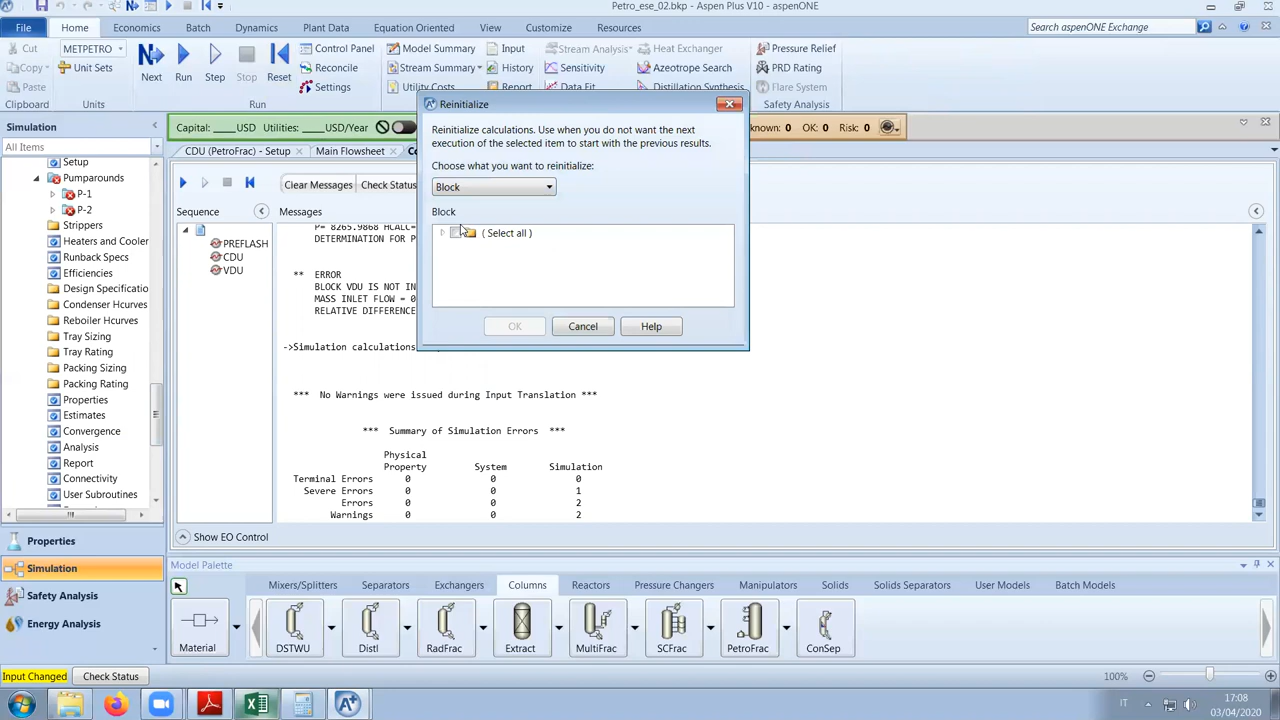 Petro_ese_02.bkp - Aspen Plus V10 - aspenONE
File Home Economics Batch Dynamics Plant Data Equation Oriented View Customize Resources Search aspenONE Exchange
Cut METPETRO Control Panel Model Summary Input Stream Analysis Heat Exchanger Pressure Relief
Copy Unit Sets Reconcile Stream Summary History Sensitivity Azeotrope Search PRD Rating
Paste Next Run Step Stop Reset Settings Utility Costs Report Data Fit Distillation Synthesis Flare System
Clipboard Units Run Safety Analysis
Reinitialize
Simulation
Capital: ____USD Utilities: ____USD/Year
known: 0 OK: 0 Risk: 0
Reinitialize calculations. Use when you do not want the next
execution of the selected item to start with the previous results.
All Items
CDU (PetroFrac) - Setup Main Flowsheet
Choose what you want to reinitialize:
Block
Block
( Select all )
OK Cancel Help
Setup
Pumparounds
P-1
P-2
Strippers
Heaters and Cooler
Runback Specs
Efficiencies
Design Specificatio
Condenser Hcurves
Reboiler Hcurves
Tray Sizing
Tray Rating
Packing Sizing
Packing Rating
Properties
Estimates
Convergence
Analysis
Report
Connectivity
User Subroutines
Clear Messages Check Status
Sequence Messages
PREFLASH
CDU
VDU
P= 8265.9868 HCALC=
DETERMINATION FOR P
** ERROR
BLOCK VDU IS NOT IN
MASS INLET FLOW = 0
RELATIVE DIFFERENCE
->Simulation calculations
*** No Warnings were issued during Input Translation ***
*** Summary of Simulation Errors ***
Physical
Property System Simulation
Terminal Errors 0 0 0
Severe Errors 0 0 1
Errors 0 0 2
Warnings 0 0 2
Show EO Control
Properties
Simulation
Safety Analysis
Energy Analysis
Model Palette
Mixers/Splitters Separators Exchangers Columns Reactors Pressure Changers Manipulators Solids Solids Separators User Models Batch Models
Material DSTWU Distl RadFrac Extract MultiFrac SCFrac PetroFrac ConSep
Input Changed Check Status 100%
IT 17:08
03/04/2020